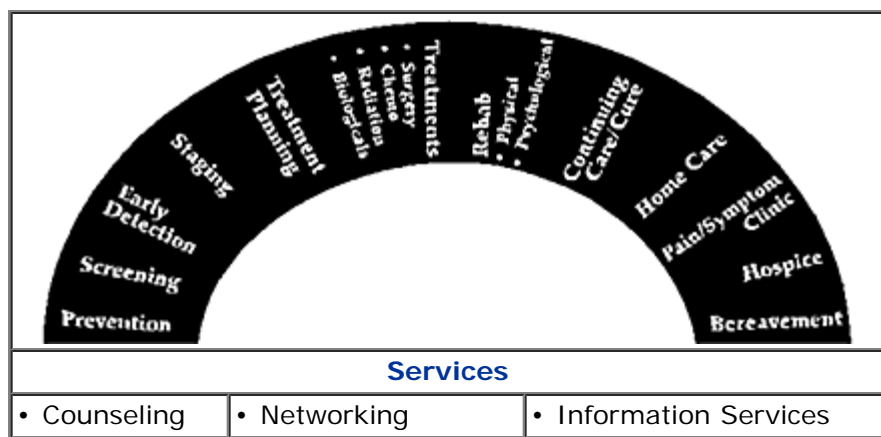 Prevention
Screening
Early
Detection
Staging
Treatment
Planning
Treatments
• Surgery
• Chemo
• Radiation
• Biologicals
Rehab
• Physical
• Psychological
Continuing
Care/Cure
Home Care
Pain/Symptom
Clinic
Hospice
Bereavement
Services
• Counseling
• Networking
• Information Services